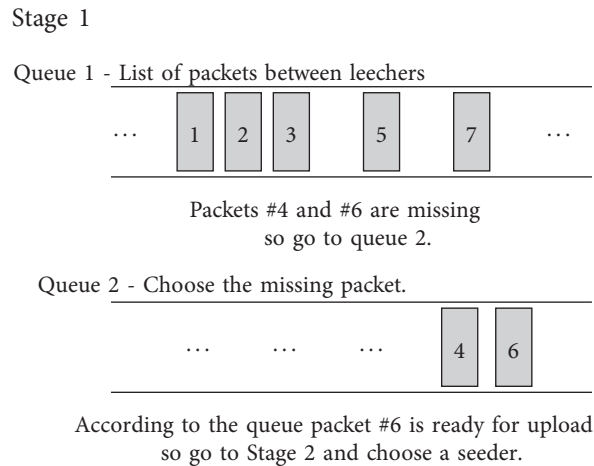 Stage 1
Queue 1 - List of packets between leechers
... 1 2 3 5 7 ...
Packets #4 and #6 are missing
so go to queue 2.
Queue 2 - Choose the missing packet.
... ... ... 4 6
According to the queue packet #6 is ready for upload
so go to Stage 2 and choose a seeder.